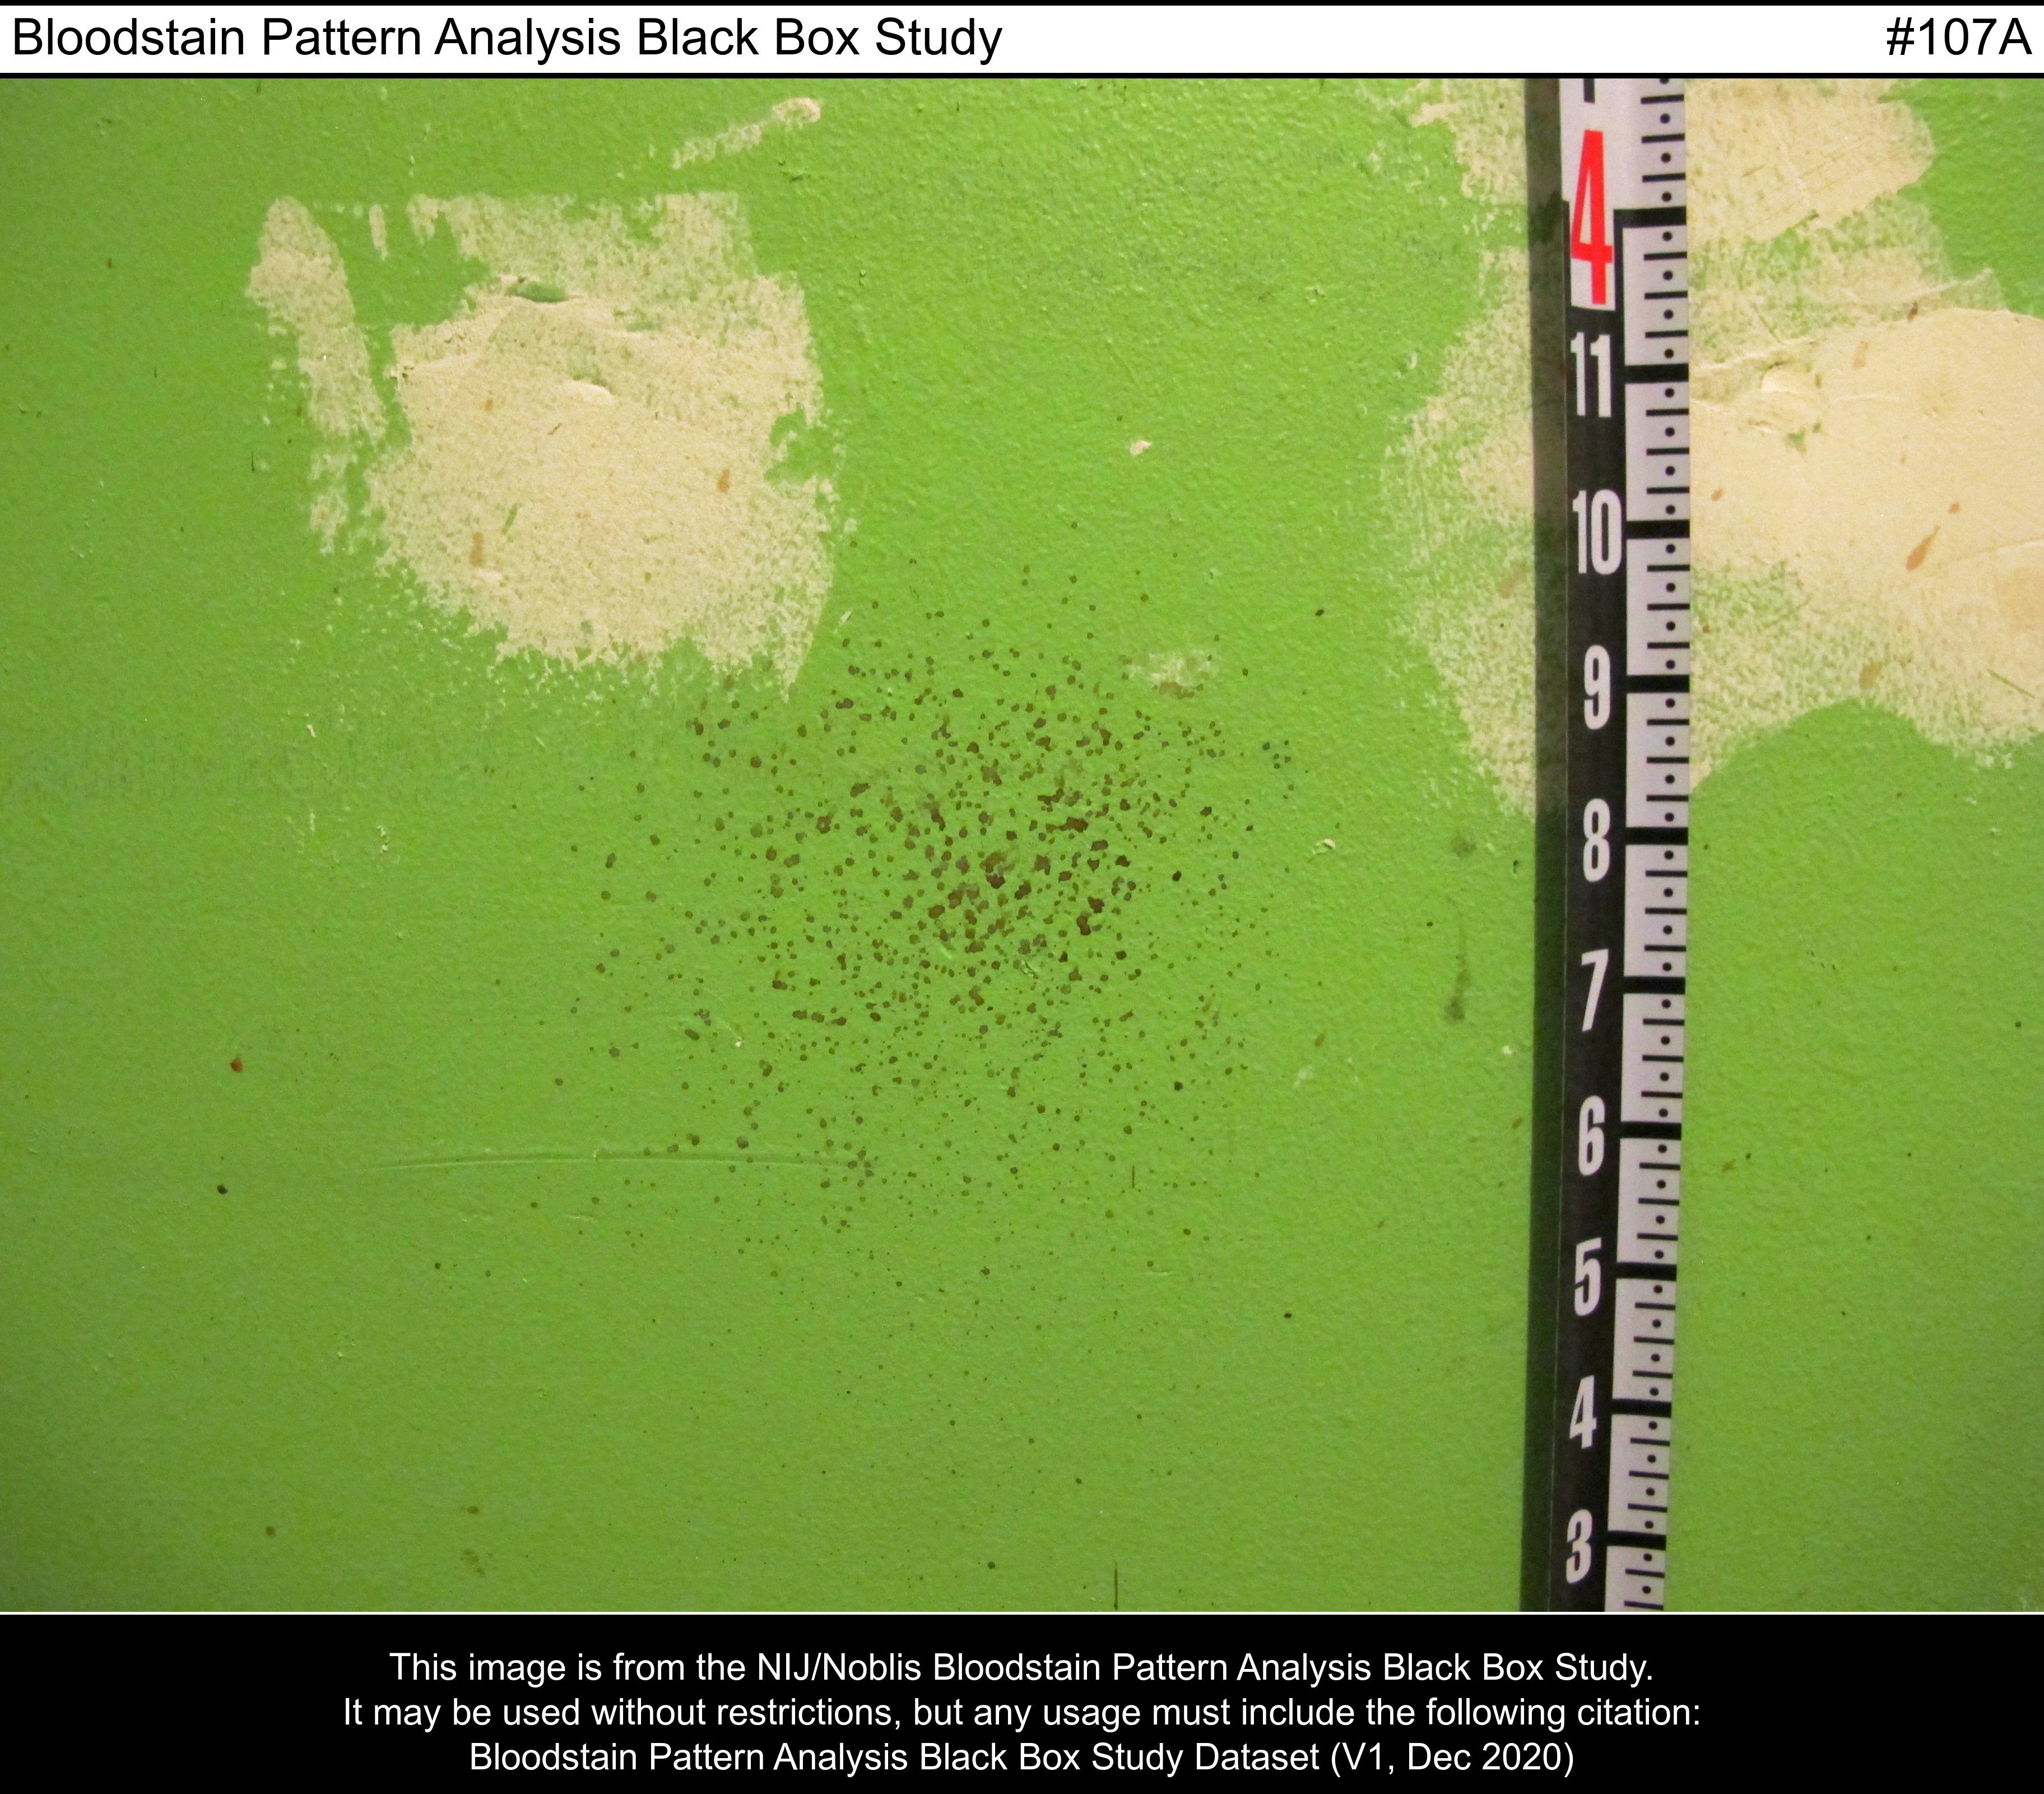 Bloodstain Pattern Analysis Black Box Study #107A
4
11
10
9
8
7
6
5
4
3
This image is from the NIJ/Noblis Bloodstain Pattern Analysis Black Box Study.
It may be used without restrictions, but any usage must include the following citation:
Bloodstain Pattern Analysis Black Box Study Dataset (V1, Dec 2020)